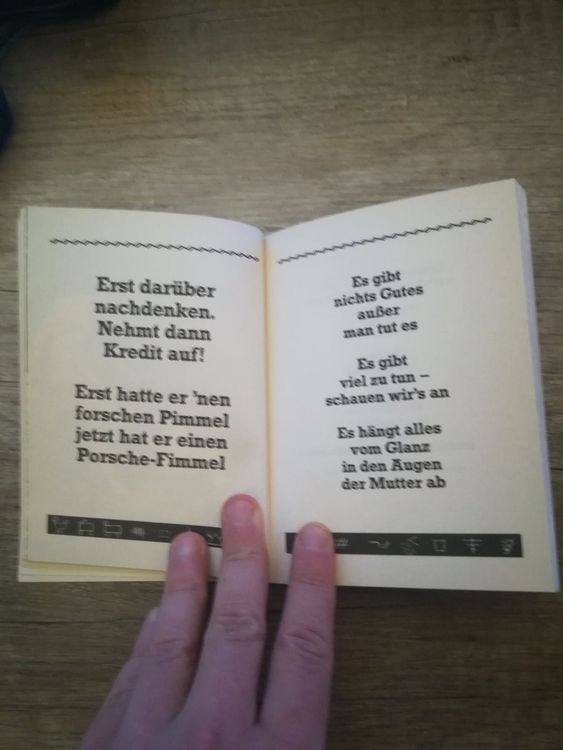 Erst darüber
nachdenken.
Nehmt dann
Kredit auf!
Erst hatte er 'nen
forschen Pimmel
jetzt hat er einen
Porsche-Fimmel
Es gibt
nichts Gutes
außer
man tut es
Es gibt
viel zu tun –
schauen wir's an
Es hängt alles
vom Glanz
in den Augen
der Mutter ab